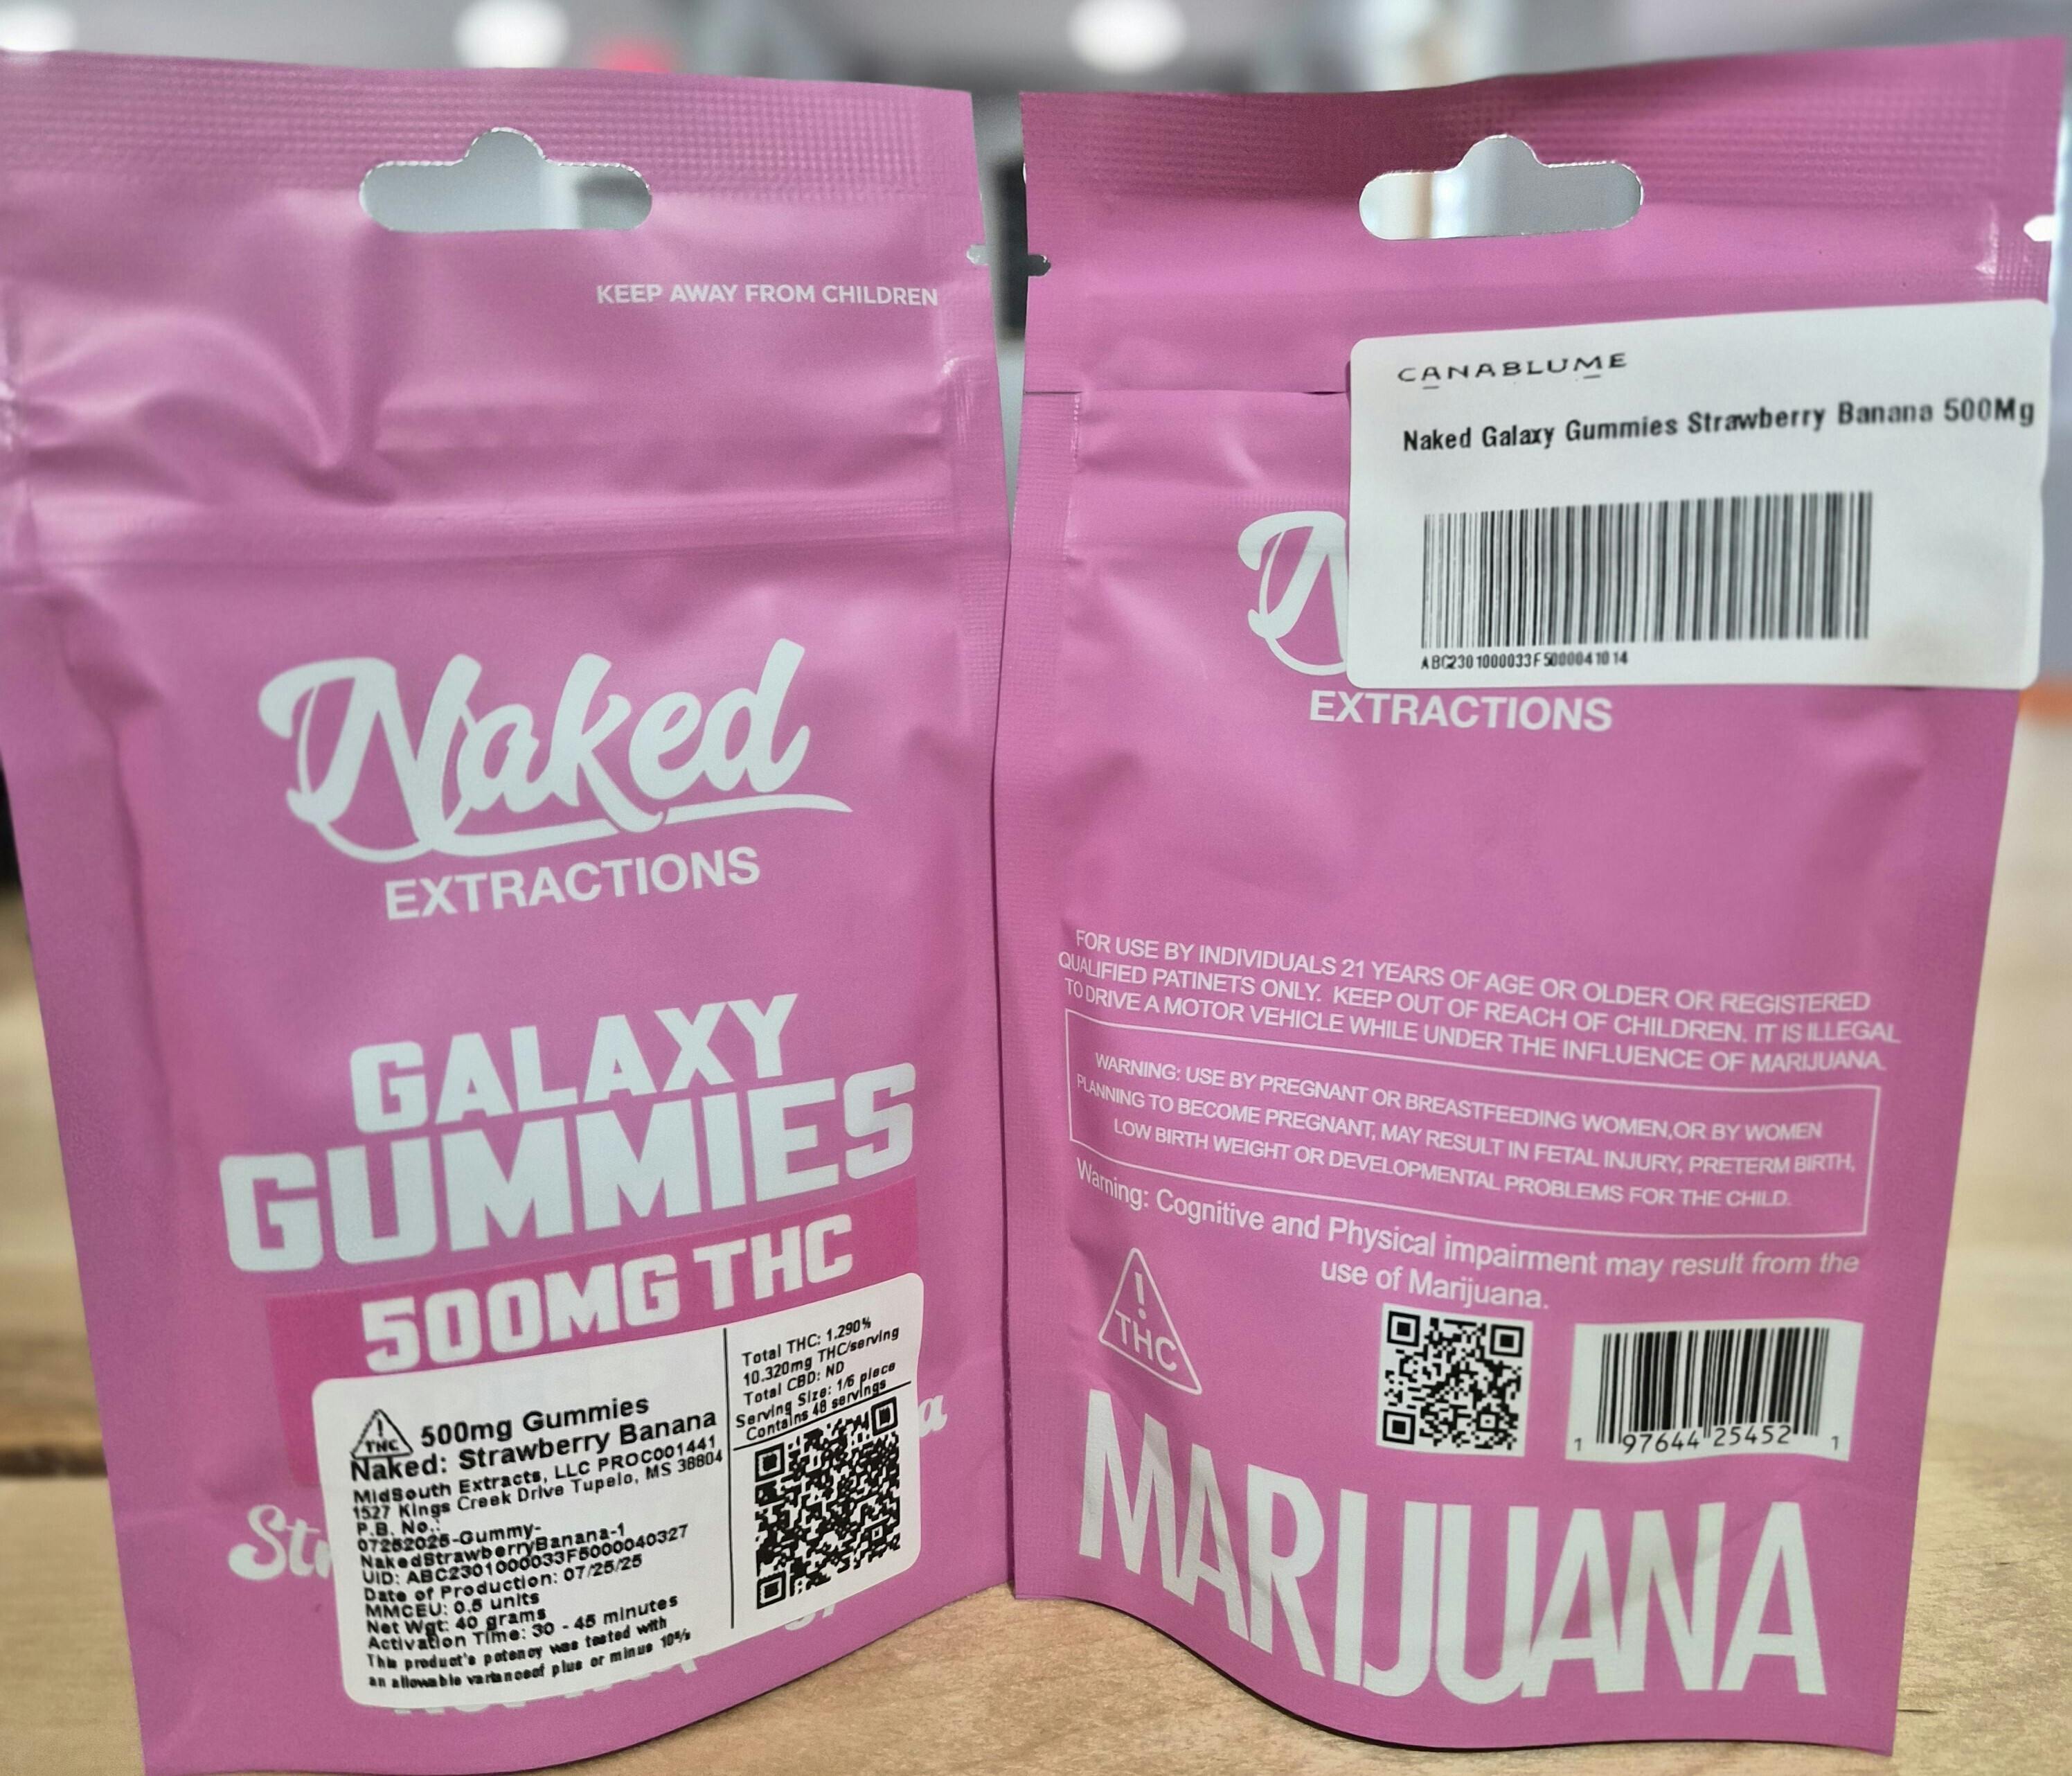 KEEP AWAY FROM CHILDREN
Naked
EXTRACTIONS
GALAXY
GUMMIES
500MG THC
THC
500mg Gummies
Naked: Strawberry Banana
MidSouth Extracts, LLC PROC001441
1527 Kings Creek Drive Tupelo, MS 38804
P.B. No.:
07252025-Gummy-
NakedStrawberryBanana-1
UID: ABC2301000033F5000040327
Date of Production: 07/25/25
MMCEU: 0.5 units
Net Wgt: 40 grams
Activation Time: 30 - 45 minutes
This product's potency was tested with
an allowable varianceof plus or minus 10%
Total THC: 1.290%
10.320mg THC/serving
Total CBD: ND
Serving Size: 1/6 piece
Contains 48 servings
CANABLUME
Naked Galaxy Gummies Strawberry Banana 500Mg
ABC2301000033F5000041014
EXTRACTIONS
FOR USE BY INDIVIDUALS 21 YEARS OF AGE OR OLDER OR REGISTERED
QUALIFIED PATINETS ONLY. KEEP OUT OF REACH OF CHILDREN. IT IS ILLEGAL
TO DRIVE A MOTOR VEHICLE WHILE UNDER THE INFLUENCE OF MARIJUANA.
WARNING: USE BY PREGNANT OR BREASTFEEDING WOMEN,OR BY WOMEN
PLANNING TO BECOME PREGNANT, MAY RESULT IN FETAL INJURY, PRETERM BIRTH,
LOW BIRTH WEIGHT OR DEVELOPMENTAL PROBLEMS FOR THE CHILD.
Warning: Cognitive and Physical impairment may result from the
use of Marijuana.
THC
1 97644 25452 1
MARIJUANA